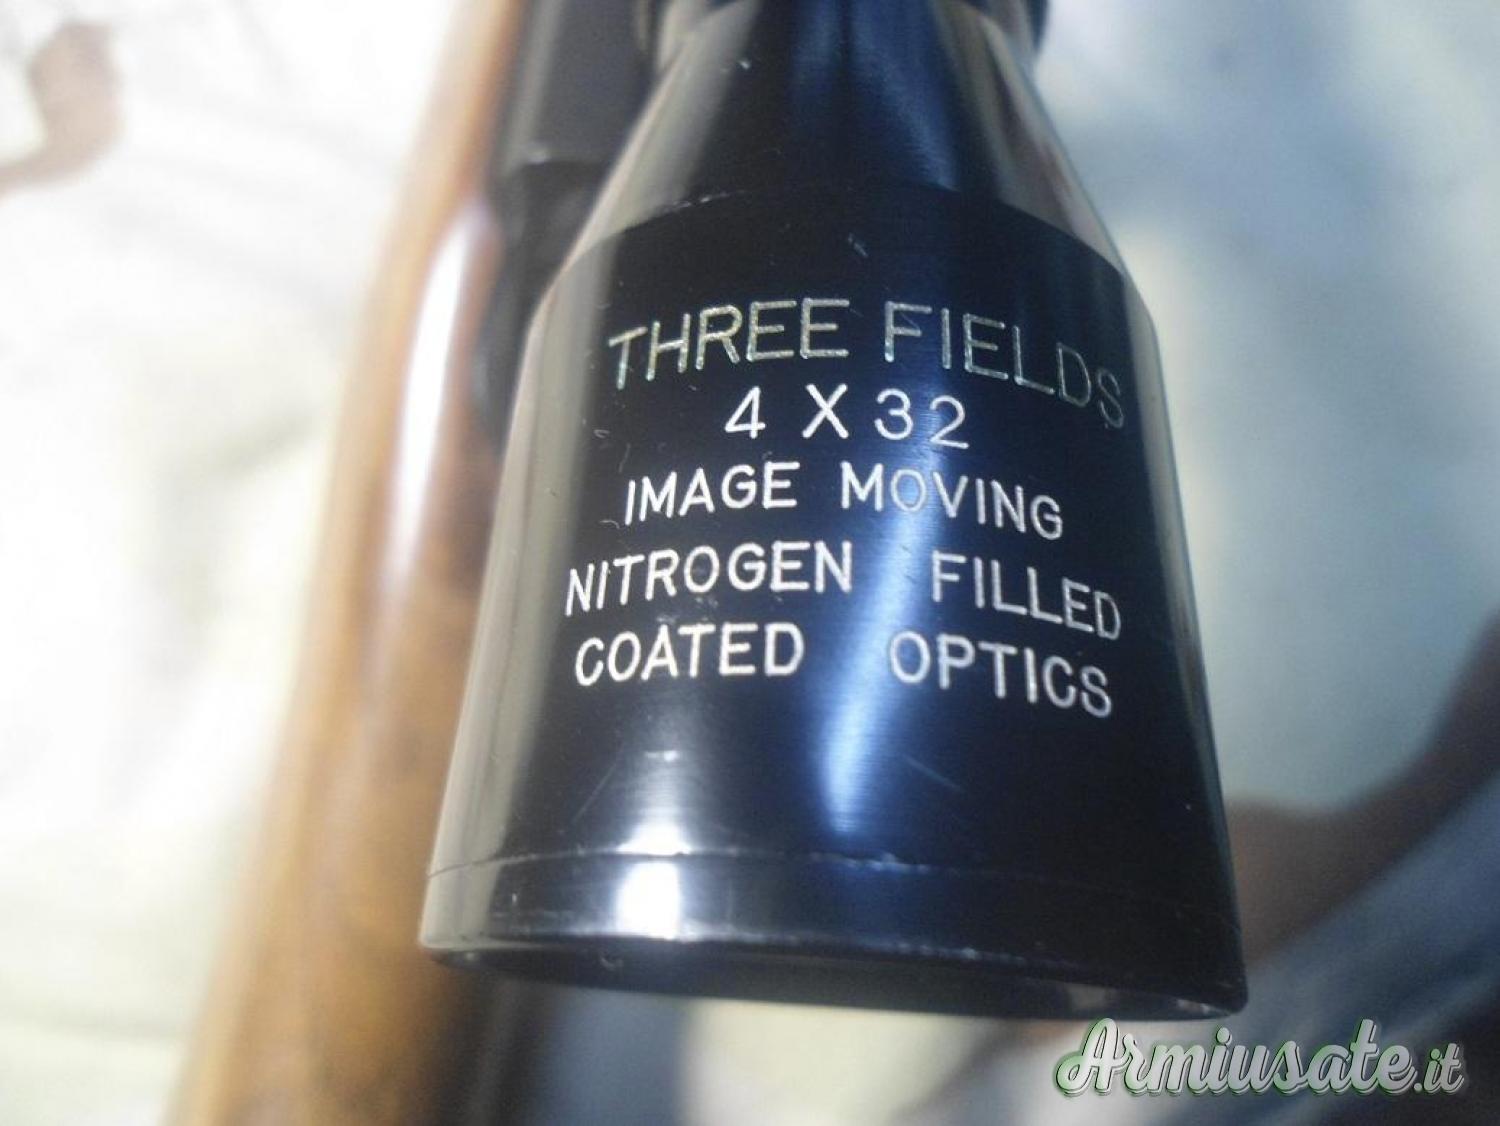 THREE FIELDS
4 X 32
IMAGE MOVING
NITROGEN FILLED
COATED OPTICS
Armiusate.it